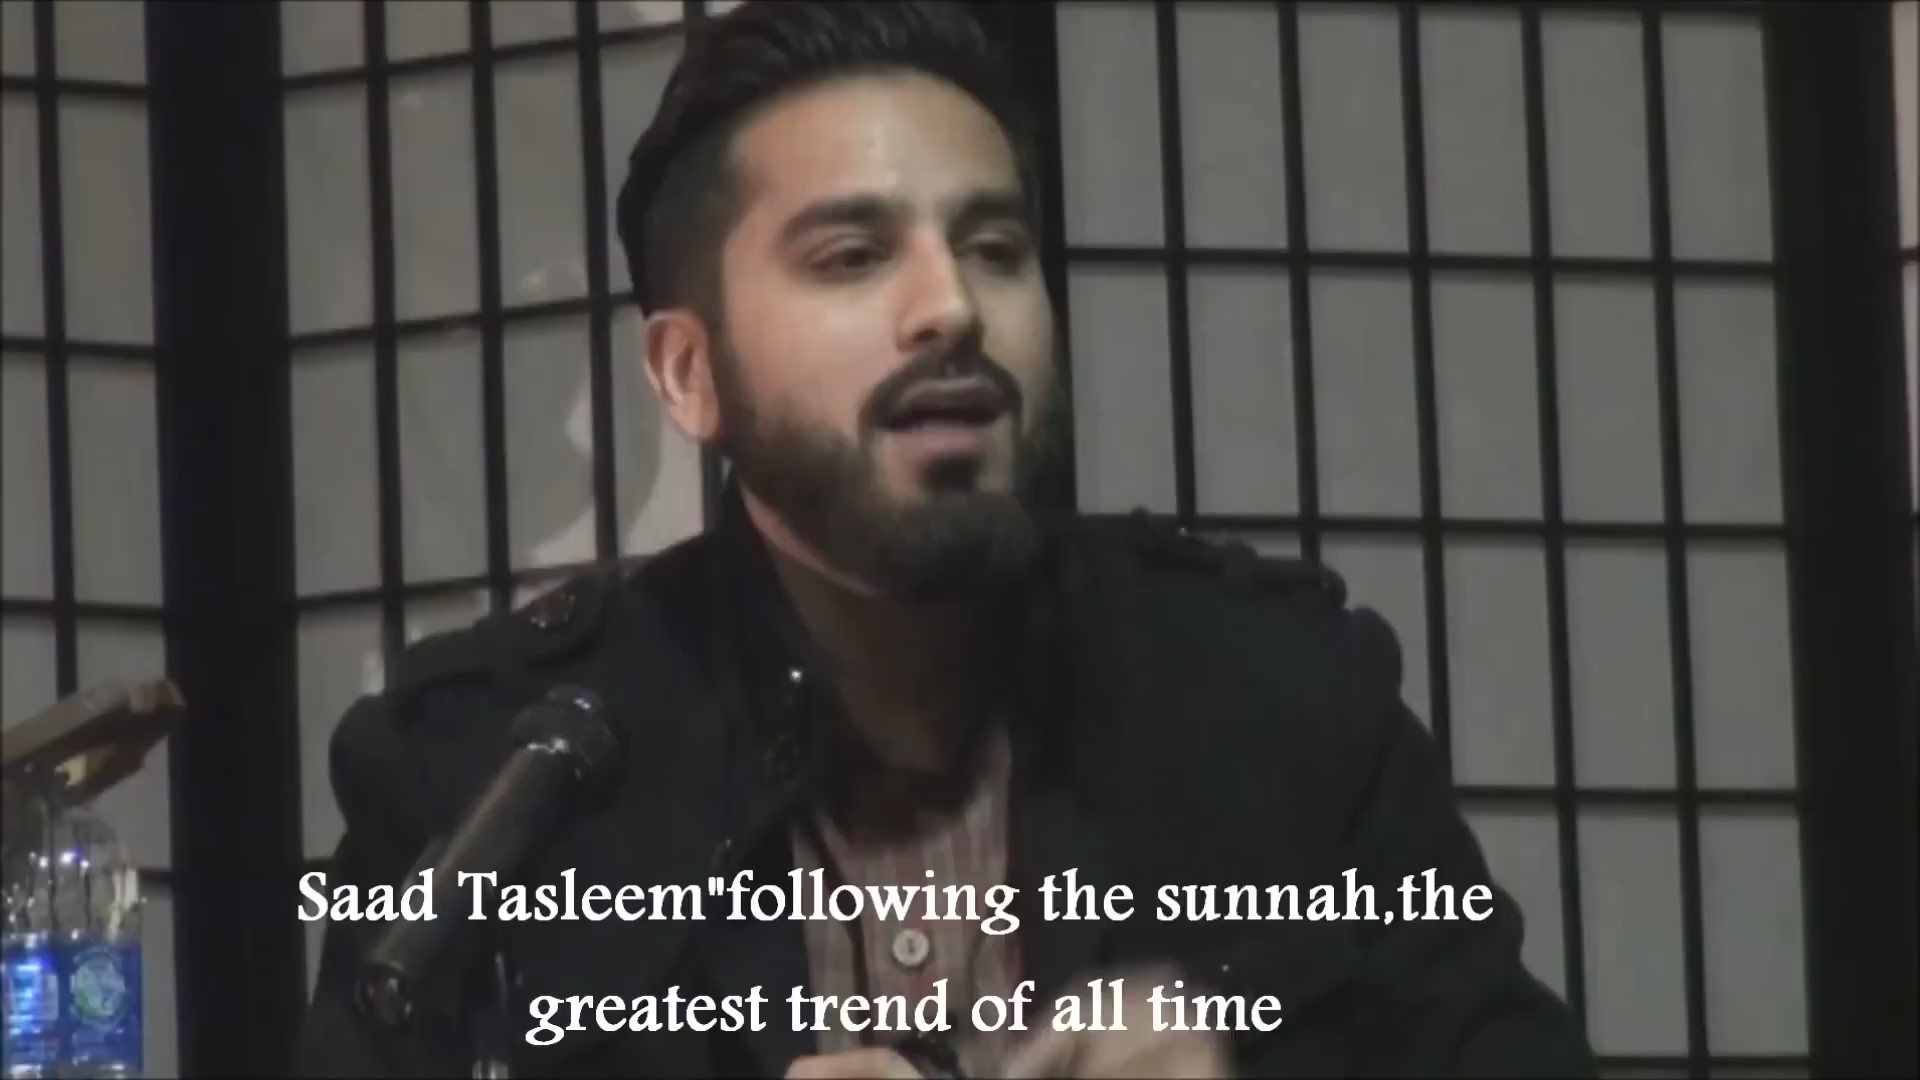 Saad Tasleem"following the sunnah,the
greatest trend of all time